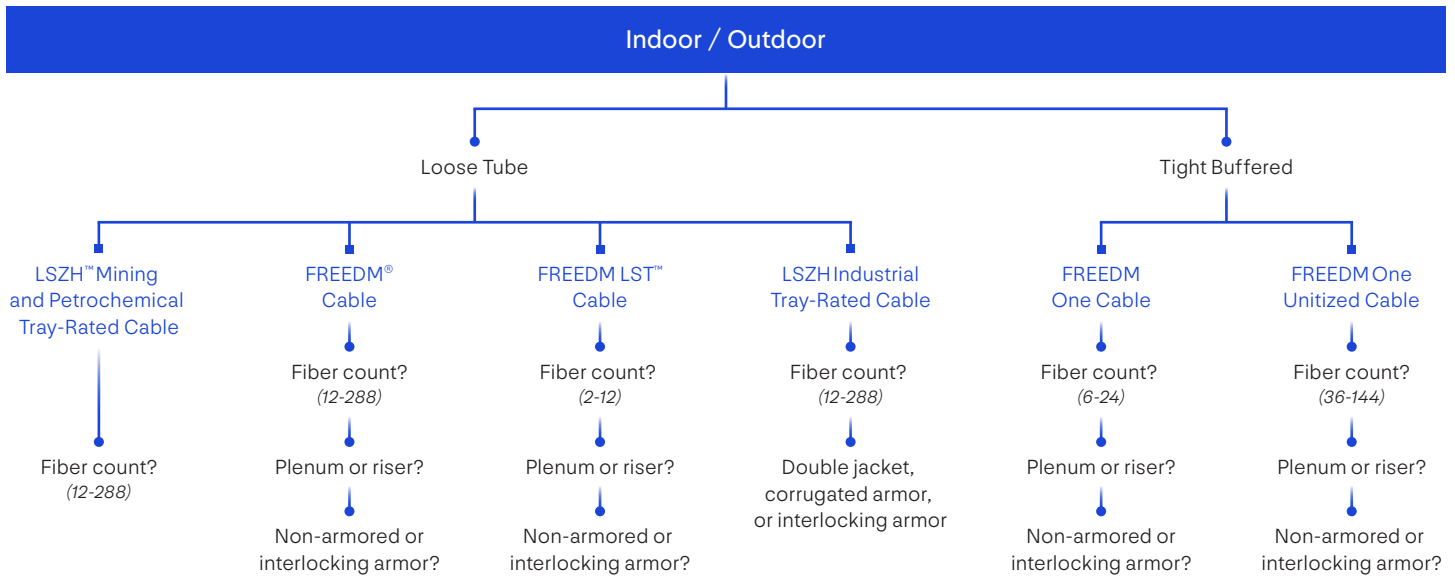 Indoor / Outdoor
Loose Tube
Tight Buffered
LSZH™ Mining
and Petrochemical
Tray-Rated Cable
Fiber count?
(12-288)
FREEDM®
Cable
Fiber count?
(12-288)
Plenum or riser?
Non-armored or
interlocking armor?
FREEDM LST™
Cable
Fiber count?
(2-12)
Plenum or riser?
Non-armored or
interlocking armor?
LSZH Industrial
Tray-Rated Cable
Fiber count?
(12-288)
Double jacket,
corrugated armor,
or interlocking armor
FREEDM
One Cable
Fiber count?
(6-24)
Plenum or riser?
Non-armored or
interlocking armor?
FREEDM One
Unitized Cable
Fiber count?
(36-144)
Plenum or riser?
Non-armored or
interlocking armor?